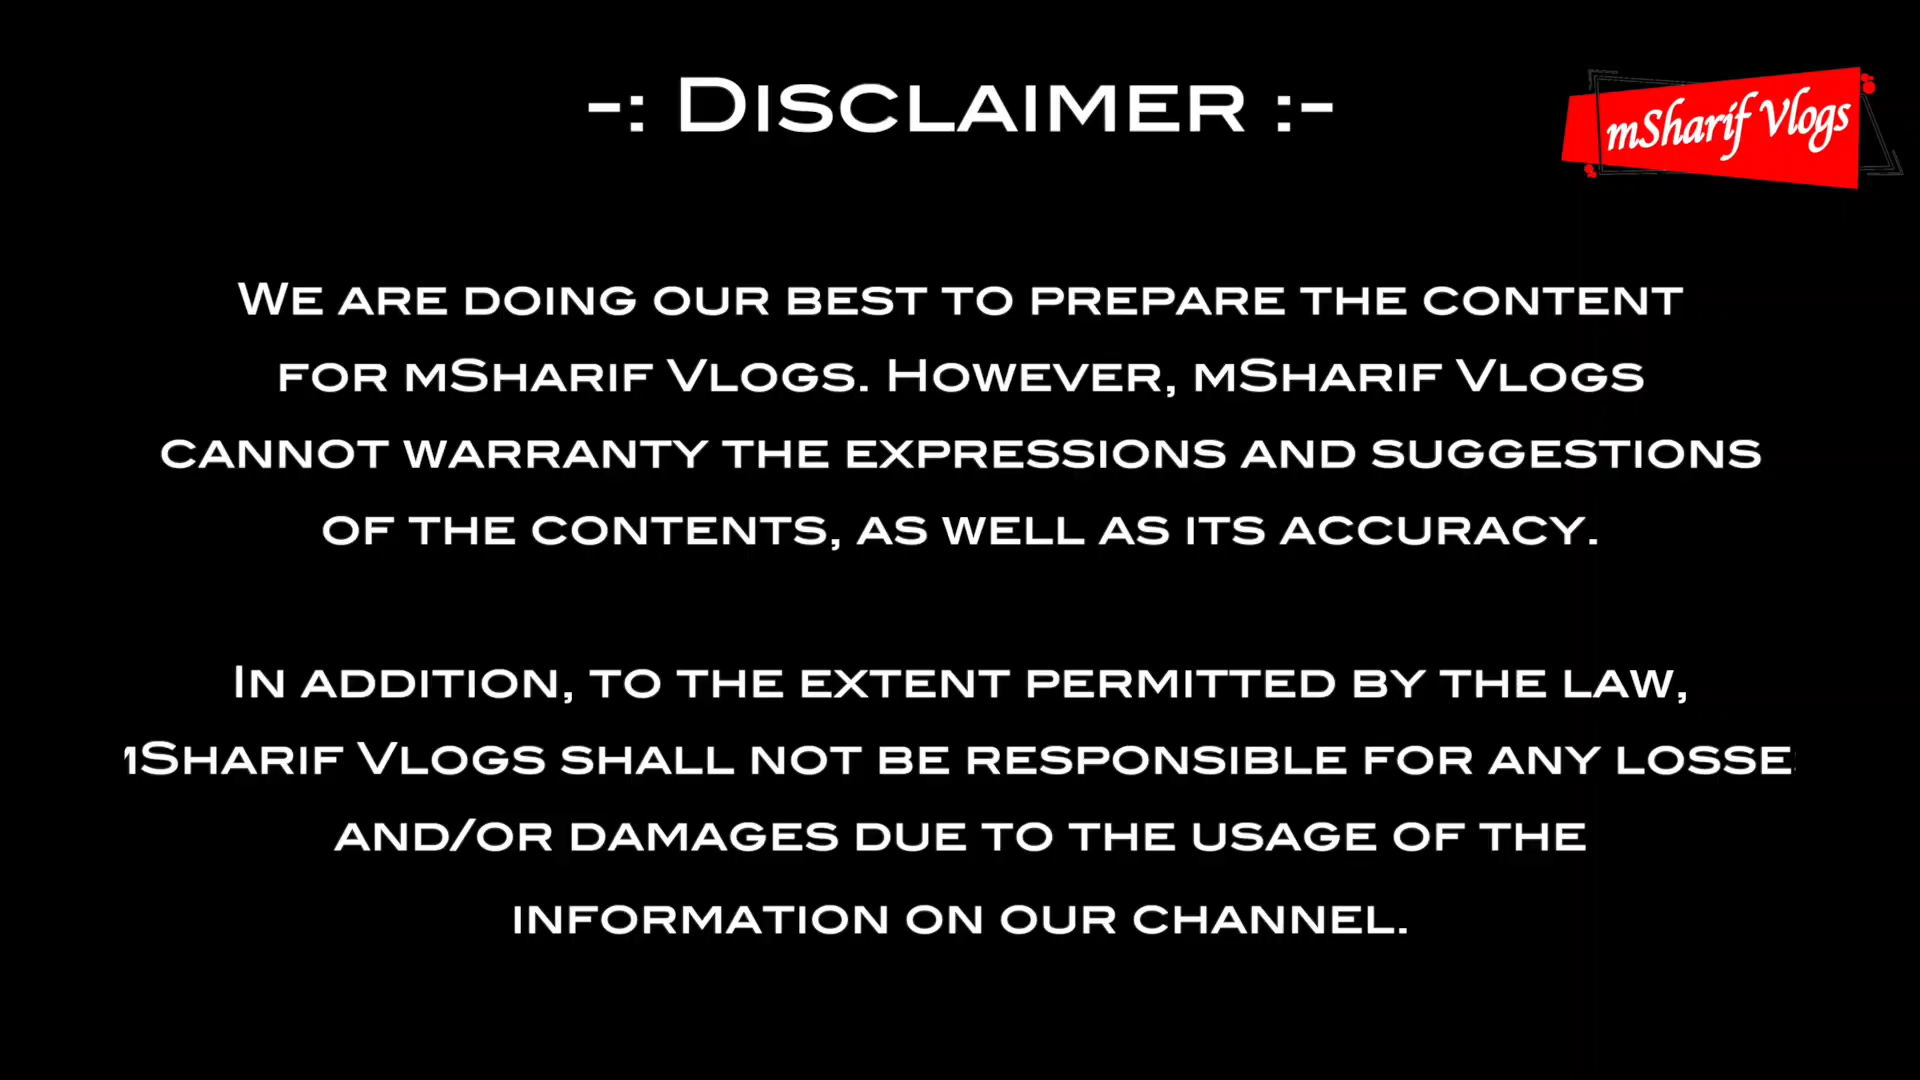 -: Disclaimer :-
mSharif Vlogs
We are doing our best to prepare the content
for mSharif Vlogs. However, mSharif Vlogs
cannot warranty the expressions and suggestions
of the contents, as well as its accuracy.
In addition, to the extent permitted by the law,
mSharif Vlogs shall not be responsible for any losse
and/or damages due to the usage of the
information on our channel.